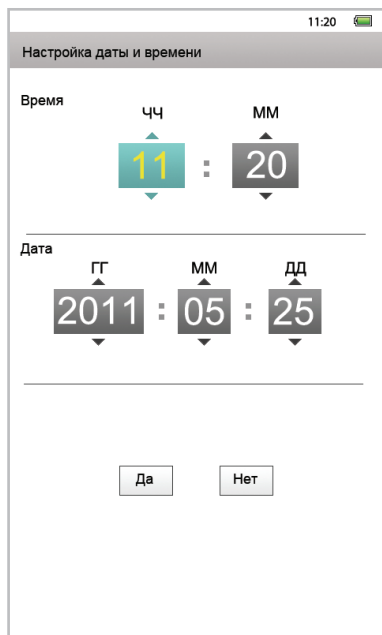 11:20
Настройка даты и времени
Время
ЧЧ ММ
11 : 20
Дата
ГГ ММ ДД
2011 : 05 : 25
Да Нет